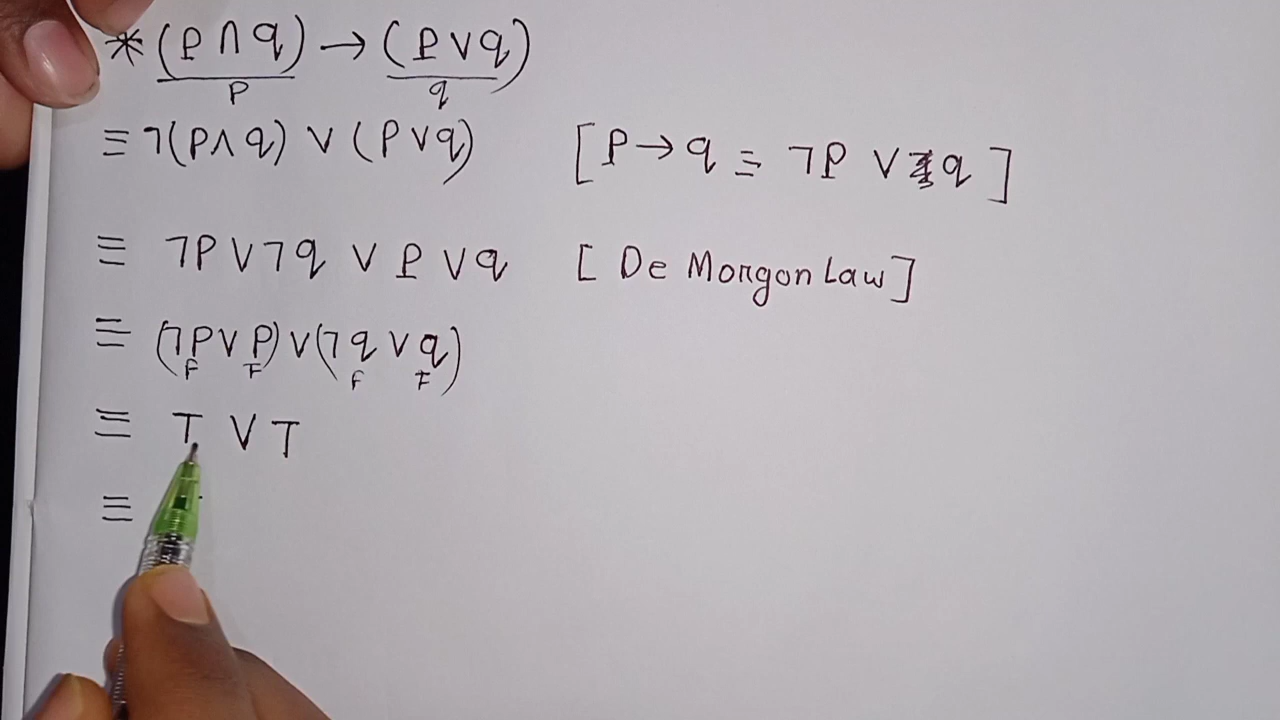 * (P ∩ q) → (P ∨ q)
P q
≡ ¬(P ∧ q) ∨ (P ∨ q) [P → q ≡ ¬P ∨ q]
≡ ¬P ∨ ¬q ∨ P ∨ q [De Morgon Law]
≡ (¬P ∨ P) ∨ (¬q ∨ q)
F T F T
≡ T ∨ T
≡